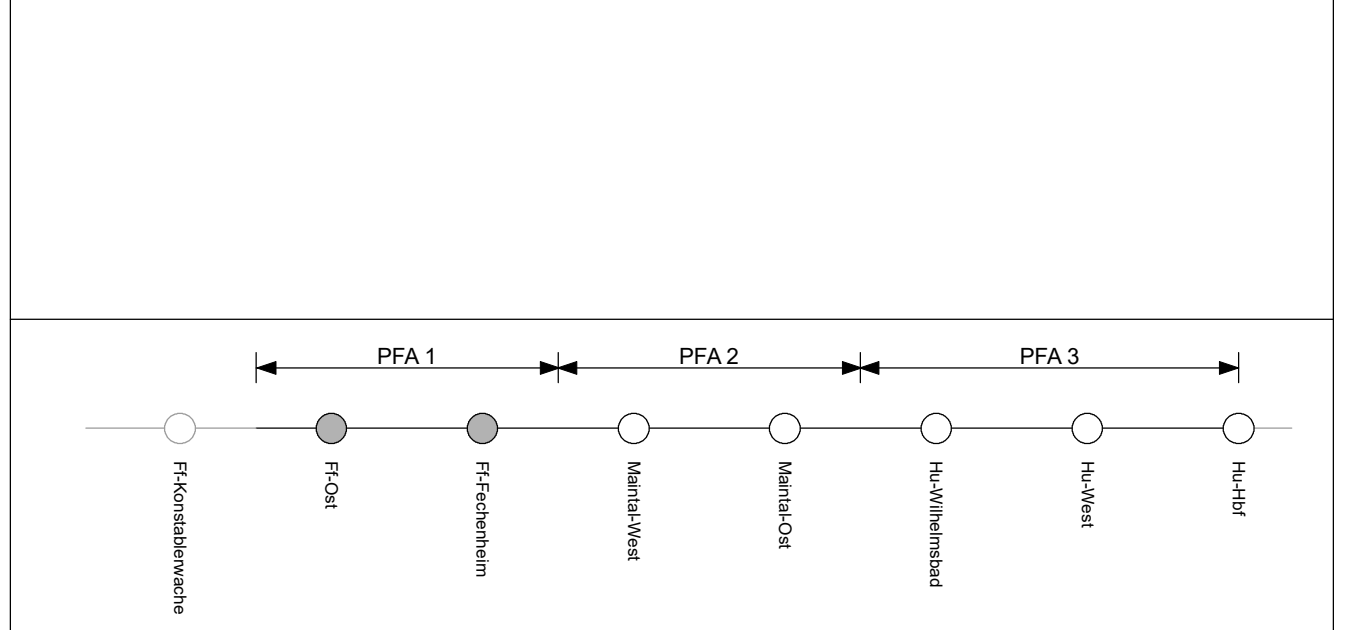 PFA 1
PFA 2
PFA 3
Ff-Konstablerwache
Ff-Ost
Ff-Fechenheim
Maintal-West
Maintal-Ost
Hu-Wilhelmsbad
Hu-West
Hu-Hbf